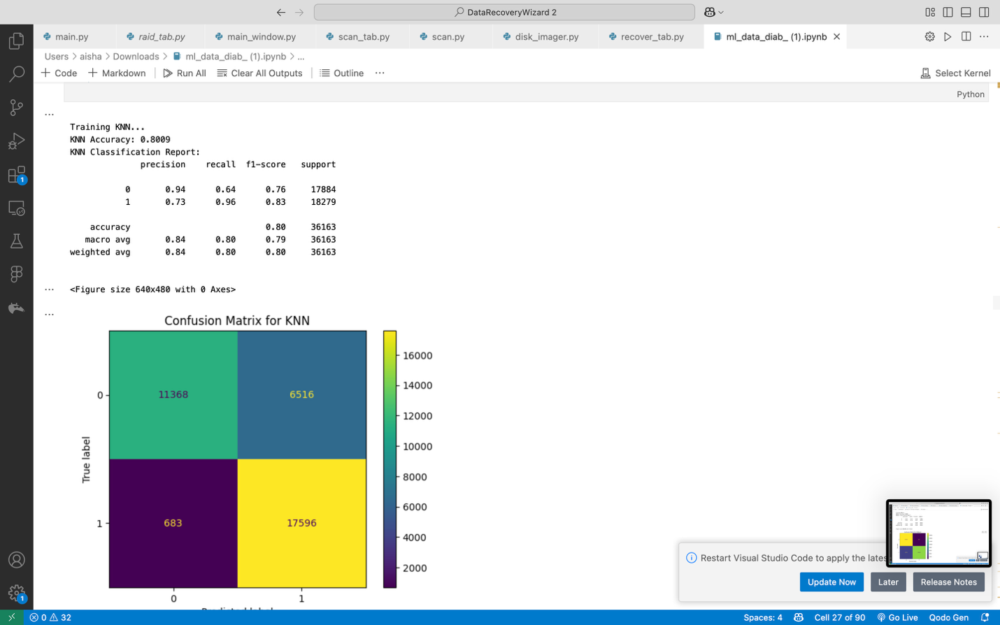 DataRecoveryWizard 2
main.py raid_tab.py main_window.py scan_tab.py scan.py disk_imager.py recover_tab.py ml_data_diab_ (1).ipynb
Users > aisha > Downloads > ml_data_diab_ (1).ipynb > ...
Code Markdown Run All Clear All Outputs Outline ... Select Kernel
Python
...
Training KNN...
KNN Accuracy: 0.8009
KNN Classification Report:
precision recall f1-score support
0 0.94 0.64 0.76 17884
1 0.73 0.96 0.83 18279
accuracy 0.80 36163
macro avg 0.84 0.80 0.79 36163
weighted avg 0.84 0.80 0.80 36163
... <Figure size 640x480 with 0 Axes>
...
Confusion Matrix for KNN
16000
14000
12000
10000
8000
6000
4000
2000
0
11368 6516
True label
1
683 17596
0 1
1
Restart Visual Studio Code to apply the lates
Update Now Later Release Notes
1
0 32 Spaces: 4 Cell 27 of 90 Go Live Qodo Gen